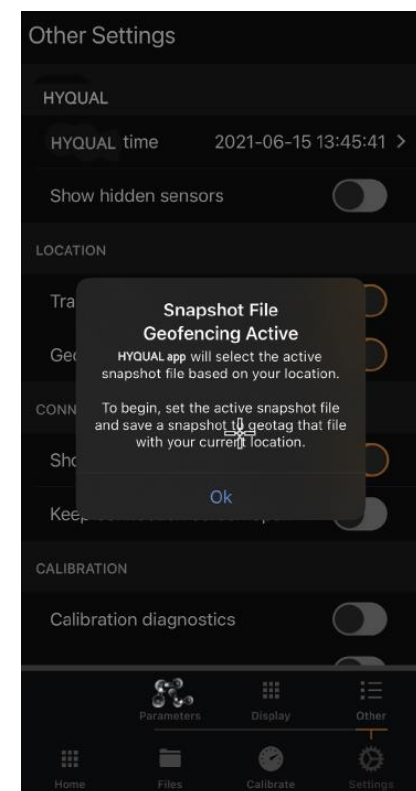 Other Settings
HYQUAL
HYQUAL time 2021-06-15 13:45:41 >
Show hidden sensors
LOCATION
Tra
Snapshot File
Geofencing Active
HYQUAL app will select the active
snapshot file based on your location.
To begin, set the active snapshot file
and save a snapshot to geotag that file
with your current location.
Ok
CALIBRATION
Calibration diagnostics
Parameters Display Other
Home Files Calibrate Settings